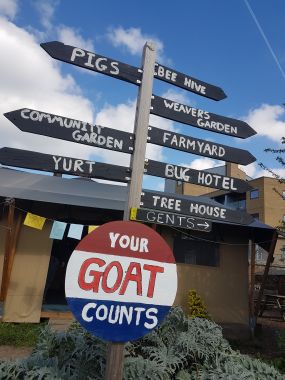 PIGS
BEE HIVE
WEAVERS
GARDEN
COMMUNITY
GARDEN
FARMYARD
YURT
BUG HOTEL
TREE HOUSE
GENTS →
YOUR
GOAT
COUNTS